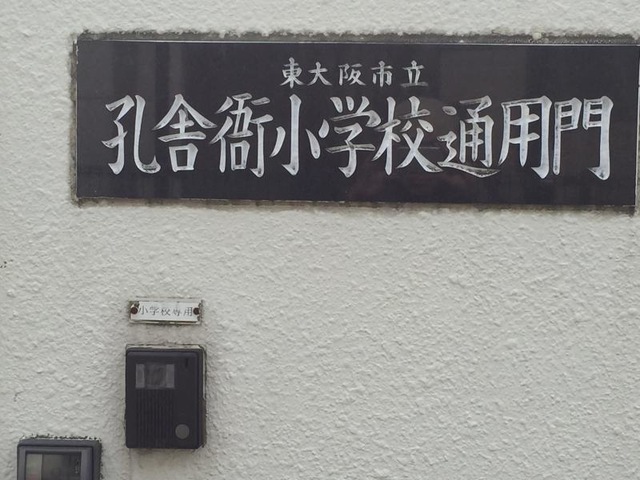 東大阪市立
孔舎衙小学校通用門
小学校専用